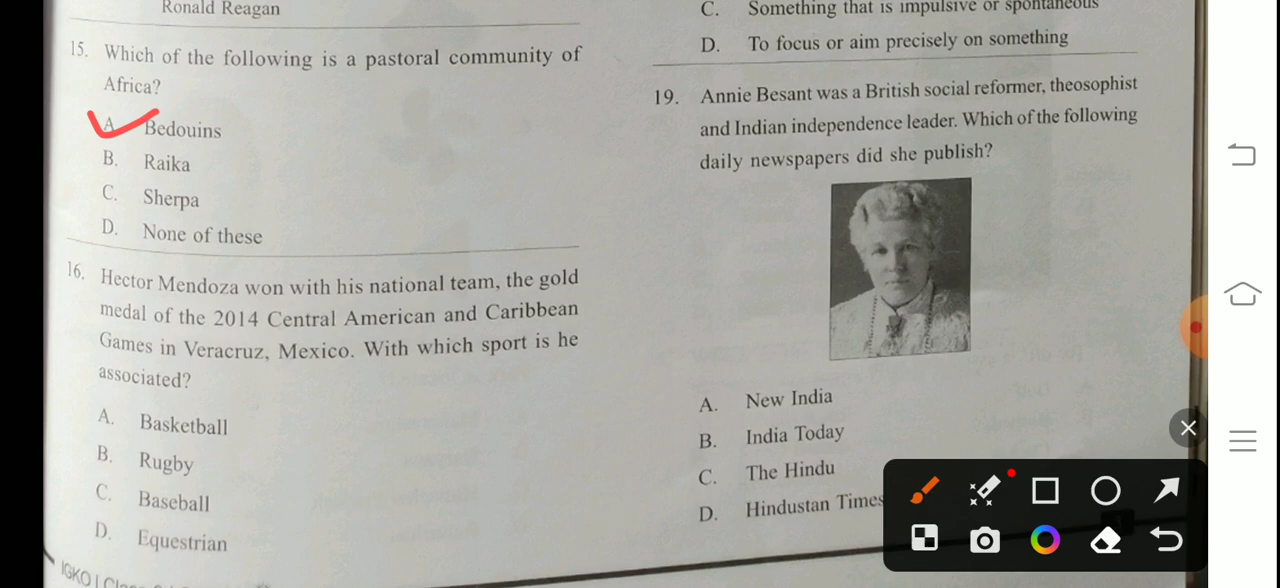 Ronald Reagan
15. Which of the following is a pastoral community of
Africa?
A. Bedouins
B. Raika
C. Sherpa
D. None of these
16. Hector Mendoza won with his national team, the gold
medal of the 2014 Central American and Caribbean
Games in Veracruz, Mexico. With which sport is he
associated?
A. Basketball
B. Rugby
C. Baseball
D. Equestrian
IGKO |
C. Something that is impulsive or spontaneous
D. To focus or aim precisely on something
19. Annie Besant was a British social reformer, theosophist
and Indian independence leader. Which of the following
daily newspapers did she publish?
A. New India
B. India Today
C. The Hindu
D. Hindustan Times